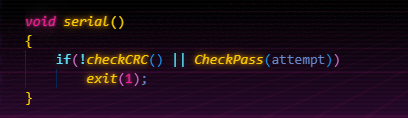 void serial()
{
if(!checkCRC() || CheckPass(attempt))
exit(1);
}